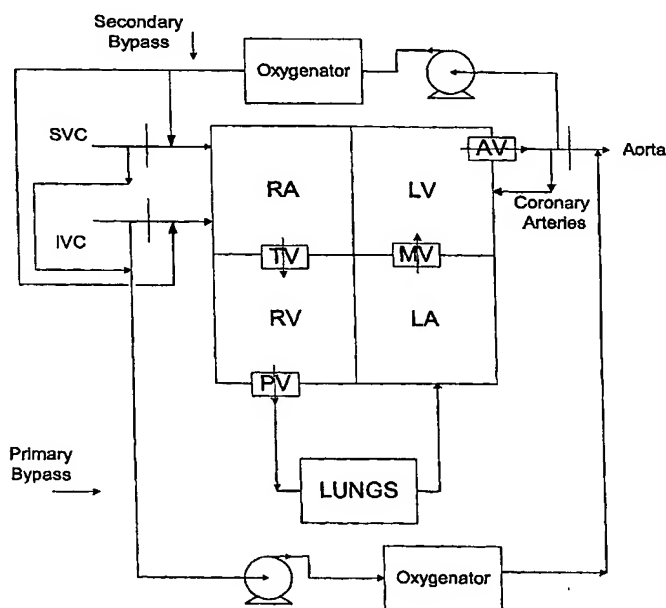 Secondary
Bypass
Oxygenator
SVC
AV
Aorta
RA
LV
Coronary
Arteries
IVC
TV
MV
RV
LA
PV
Primary
Bypass
LUNGS
Oxygenator